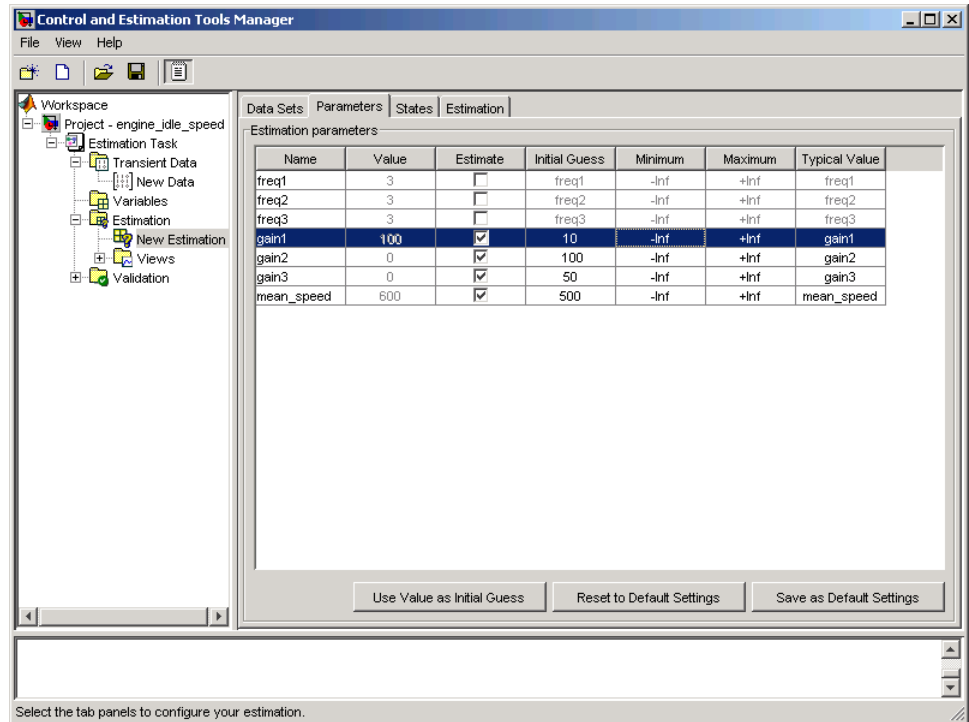 Control and Estimation Tools Manager
File View Help
Workspace
Project - engine_idle_speed
Estimation Task
Transient Data
New Data
Variables
Estimation
New Estimation
Views
Validation
Data Sets Parameters States Estimation
Estimation parameters
Name Value Estimate Initial Guess Minimum Maximum Typical Value
freq1 3 freq1 -Inf +Inf freq1
freq2 3 freq2 -Inf +Inf freq2
freq3 3 freq3 -Inf +Inf freq3
gain1 100 10 -Inf +Inf gain1
gain2 0 100 -Inf +Inf gain2
gain3 0 50 -Inf +Inf gain3
mean_speed 600 500 -Inf +Inf mean_speed
Use Value as Initial Guess Reset to Default Settings Save as Default Settings
Select the tab panels to configure your estimation.